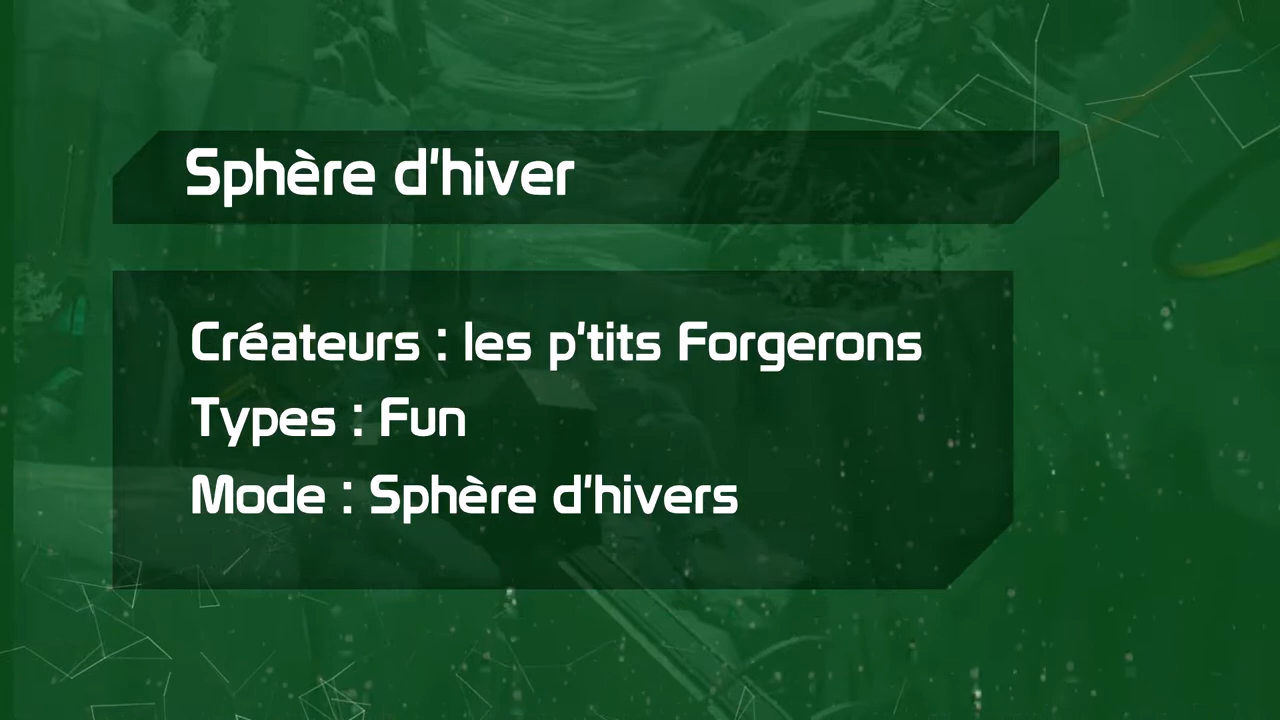 Sphère d'hiver
Créateurs : les p'tits Forgerons
Types : Fun
Mode : Sphère d'hivers